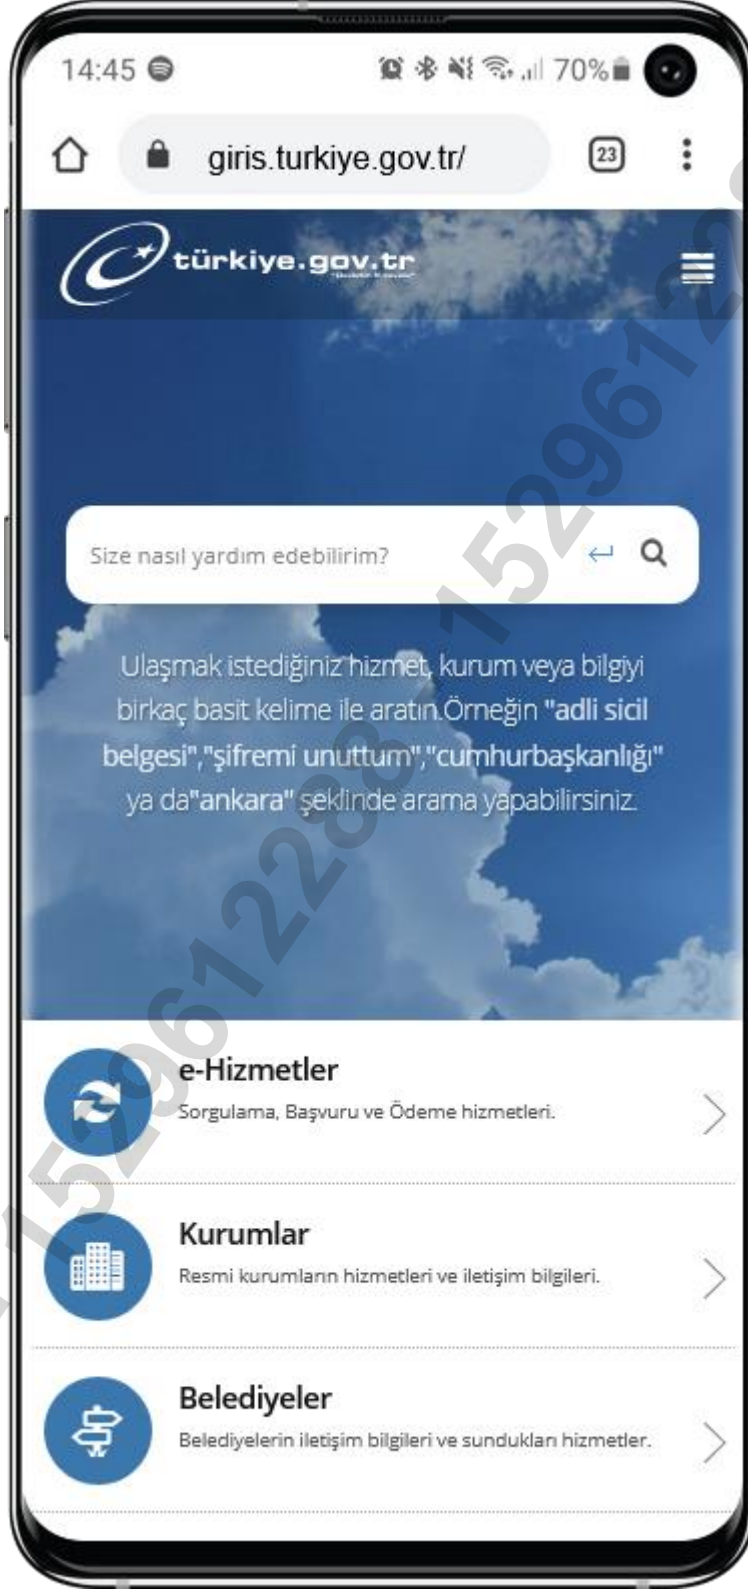 14:45 70%
giris.turkiye.gov.tr/ 23
türkiye.gov.tr
Size nasıl yardım edebilirim?
Ulaşmak istediğiniz hizmet, kurum veya bilgiyi
birkaç basit kelime ile aratın.Örneğin "adli sicil
belgesi","şifremi unuttum","cumhurbaşkanlığı"
ya da"ankara" şeklinde arama yapabilirsiniz.
e-Hizmetler
Sorgulama, Başvuru ve Ödeme hizmetleri.
Kurumlar
Resmi kurumların hizmetleri ve iletişim bilgileri.
Belediyeler
Belediyelerin iletişim bilgileri ve sundukları hizmetler.
1529612288